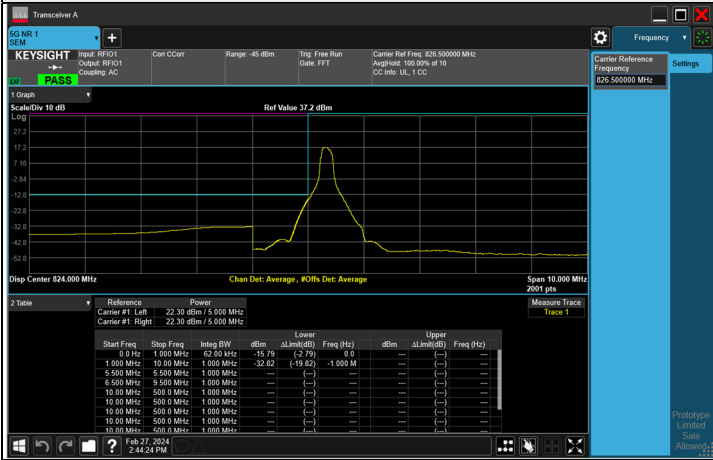 Transceiver A
5G NR 1
SEM
Frequency
KEYSIGHT
Input: RFIO1
Output: RFIO1
Coupling: AC
Corr CCorr
Range: -45 dBm
Trig: Free Run
Gate: FFT
Carrier Ref Freq: 826.500000 MHz
Avg|Hold: 100.00% of 10
CC Info: UL, 1 CC
LXI
PASS
Carrier Reference
Frequency
826.500000 MHz
Settings
1 Graph
Scale/Div 10 dB
Ref Value 37.2 dBm
Log
27.2
17.2
7.16
-2.84
-12.8
-22.8
-32.8
-42.8
-52.8
Disp Center 824.000 MHz
Chan Det: Average , #Offs Det: Average
Span 10.000 MHz
2001 pts
2 Table
Reference Power
Carrier #1: Left 22.30 dBm / 5.000 MHz
Carrier #1: Right 22.30 dBm / 5.000 MHz
Measure Trace
Trace 1
Lower Upper
Start Freq Stop Freq Integ BW dBm ΔLimit(dB) Freq (Hz) dBm ΔLimit(dB) Freq (Hz)
0.0 Hz 1.000 MHz 62.00 kHz -15.79 (-2.79) 0.0 --- (---) ---
1.000 MHz 10.00 MHz 1.000 MHz -32.82 (-19.82) -1.000 M --- (---) ---
5.500 MHz 5.500 MHz 1.000 MHz --- (---) --- --- (---) ---
6.500 MHz 9.500 MHz 1.000 MHz --- (---) --- --- (---) ---
10.00 MHz 500.0 MHz 1.000 MHz --- (---) --- --- (---) ---
10.00 MHz 500.0 MHz 1.000 MHz --- (---) --- --- (---) ---
10.00 MHz 500.0 MHz 1.000 MHz --- (---) --- --- (---) ---
10.00 MHz 500.0 MHz 1.000 MHz --- (---) --- --- (---) ---
10.00 MHz 500.0 MHz 1.000 MHz --- (---) --- --- (---) ---
Prototype
Limited
Sale
Allowed
?
Feb 27, 2024
2:44:24 PM